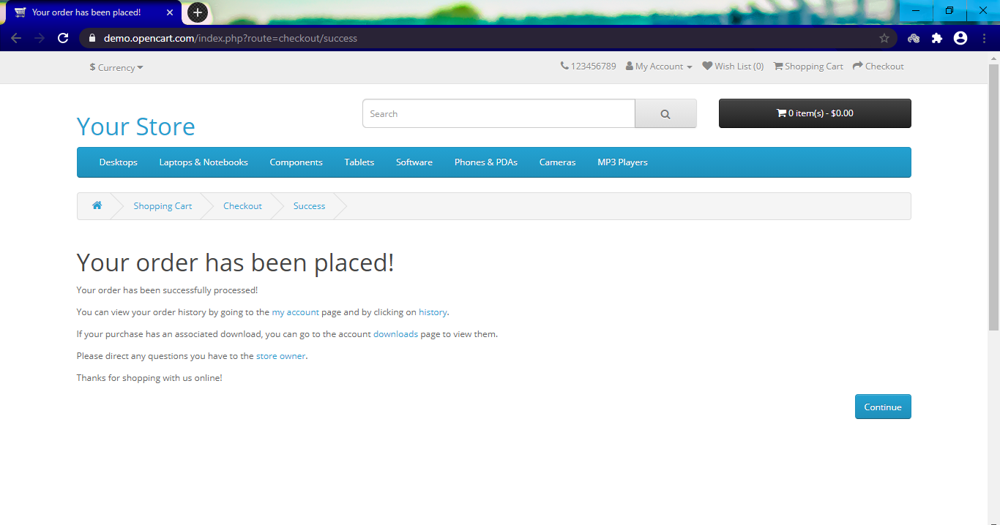 Your order has been placed!
demo.opencart.com/index.php?route=checkout/success
$ Currency
123456789 My Account Wish List (0) Shopping Cart Checkout
Your Store
Search
0 item(s) - $0.00
Desktops Laptops & Notebooks Components Tablets Software Phones & PDAs Cameras MP3 Players
Shopping Cart Checkout Success
Your order has been placed!
Your order has been successfully processed!
You can view your order history by going to the my account page and by clicking on history.
If your purchase has an associated download, you can go to the account downloads page to view them.
Please direct any questions you have to the store owner.
Thanks for shopping with us online!
Continue